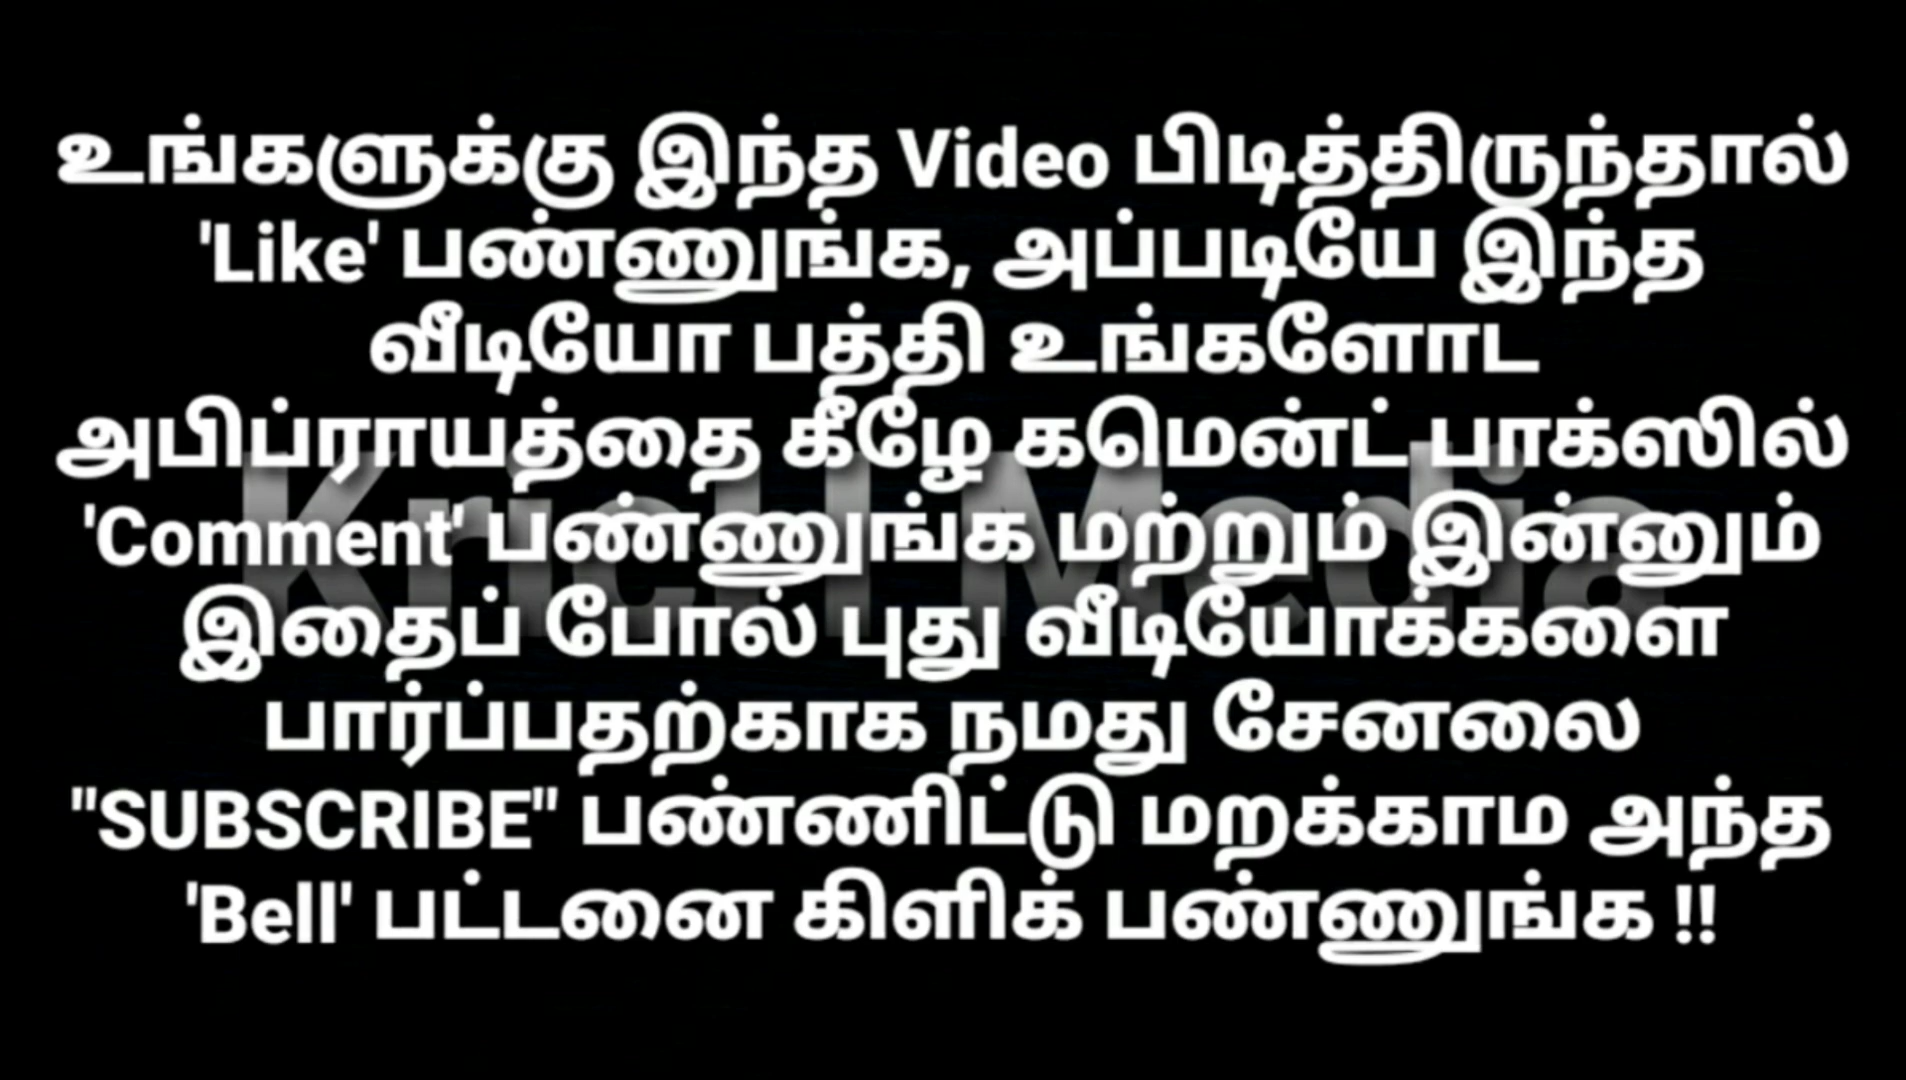 உங்களுக்கு இந்த Video பிடித்திருந்தால்
'Like' பண்ணுங்க, அப்படியே இந்த
வீடியோ பத்தி உங்களோட
அபிப்ராயத்தை கீழே கமெண்ட் பாக்ஸில்
'Comment' பண்ணுங்க மற்றும் இன்னும்
இதைப் போல் புது வீடியோக்களை
பார்ப்பதற்காக நமது சேனலை
"SUBSCRIBE" பண்ணிட்டு மறக்காம அந்த
'Bell' பட்டனை கிளிக் பண்ணுங்க !!
Media